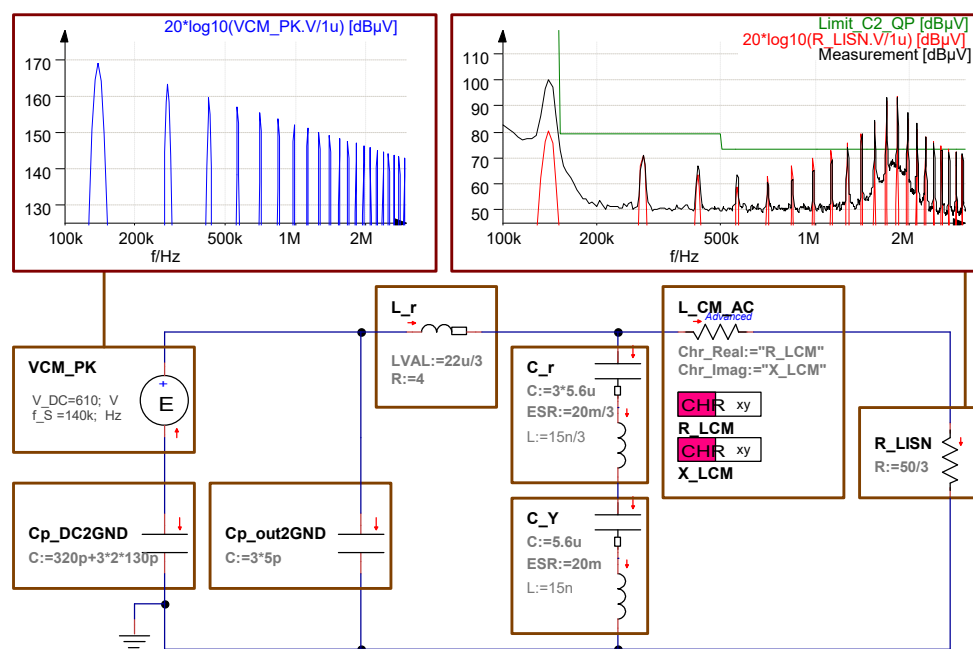 20*log10(VCM_PK.V/1u) [dBµV]
170
160
150
140
130
100k
200k
500k
1M
2M
f/Hz
Limit_C2_QP [dBµV]
20*log10(R_LISN.V/1u) [dBµV]
Measurement [dBµV]
110
100
90
80
70
60
50
100k
200k
500k
1M
2M
f/Hz
L_r
LVAL:=22u/3
R:=4
L_CM_AC
Advanced
Chr_Real:="R_LCM"
Chr_Imag:="X_LCM"
CHR xy
R_LCM
CHR xy
X_LCM
VCM_PK
V_DC=610; V
f_S=140k; Hz
+
E
C_r
C:=3*5.6u
ESR:=20m/3
L:=15n/3
R_LISN
R:=50/3
Cp_DC2GND
C:=320p+3*2*130p
Cp_out2GND
C:=3*5p
C_Y
C:=5.6u
ESR:=20m
L:=15n